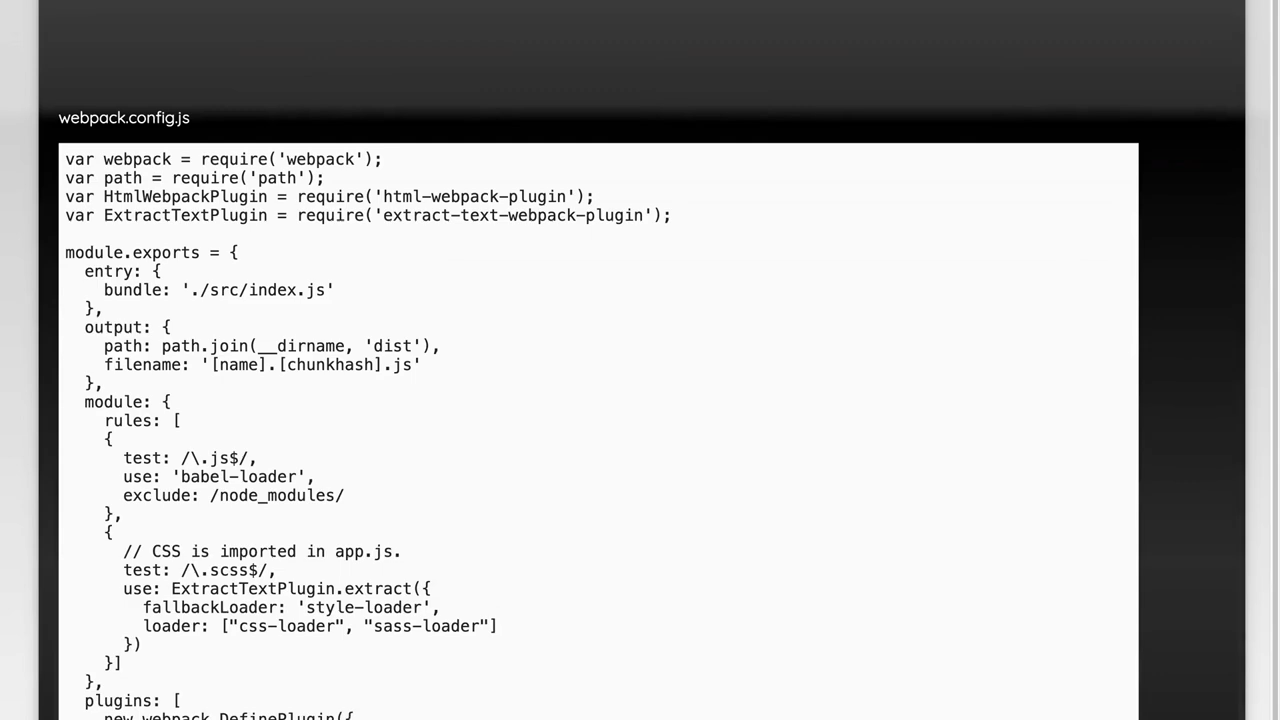 webpack.config.js
var webpack = require('webpack');
var path = require('path');
var HtmlWebpackPlugin = require('html-webpack-plugin');
var ExtractTextPlugin = require('extract-text-webpack-plugin');
module.exports = {
  entry: {
    bundle: './src/index.js'
  },
  output: {
    path: path.join(__dirname, 'dist'),
    filename: '[name].[chunkhash].js'
  },
  module: {
    rules: [
    {
      test: /\.js$/,
      use: 'babel-loader',
      exclude: /node_modules/
    },
    {
      // CSS is imported in app.js.
      test: /\.scss$/,
      use: ExtractTextPlugin.extract({
        fallbackLoader: 'style-loader',
        loader: ["css-loader", "sass-loader"]
      })
    }]
  },
  plugins: [
    new webpack.DefinePlugin({